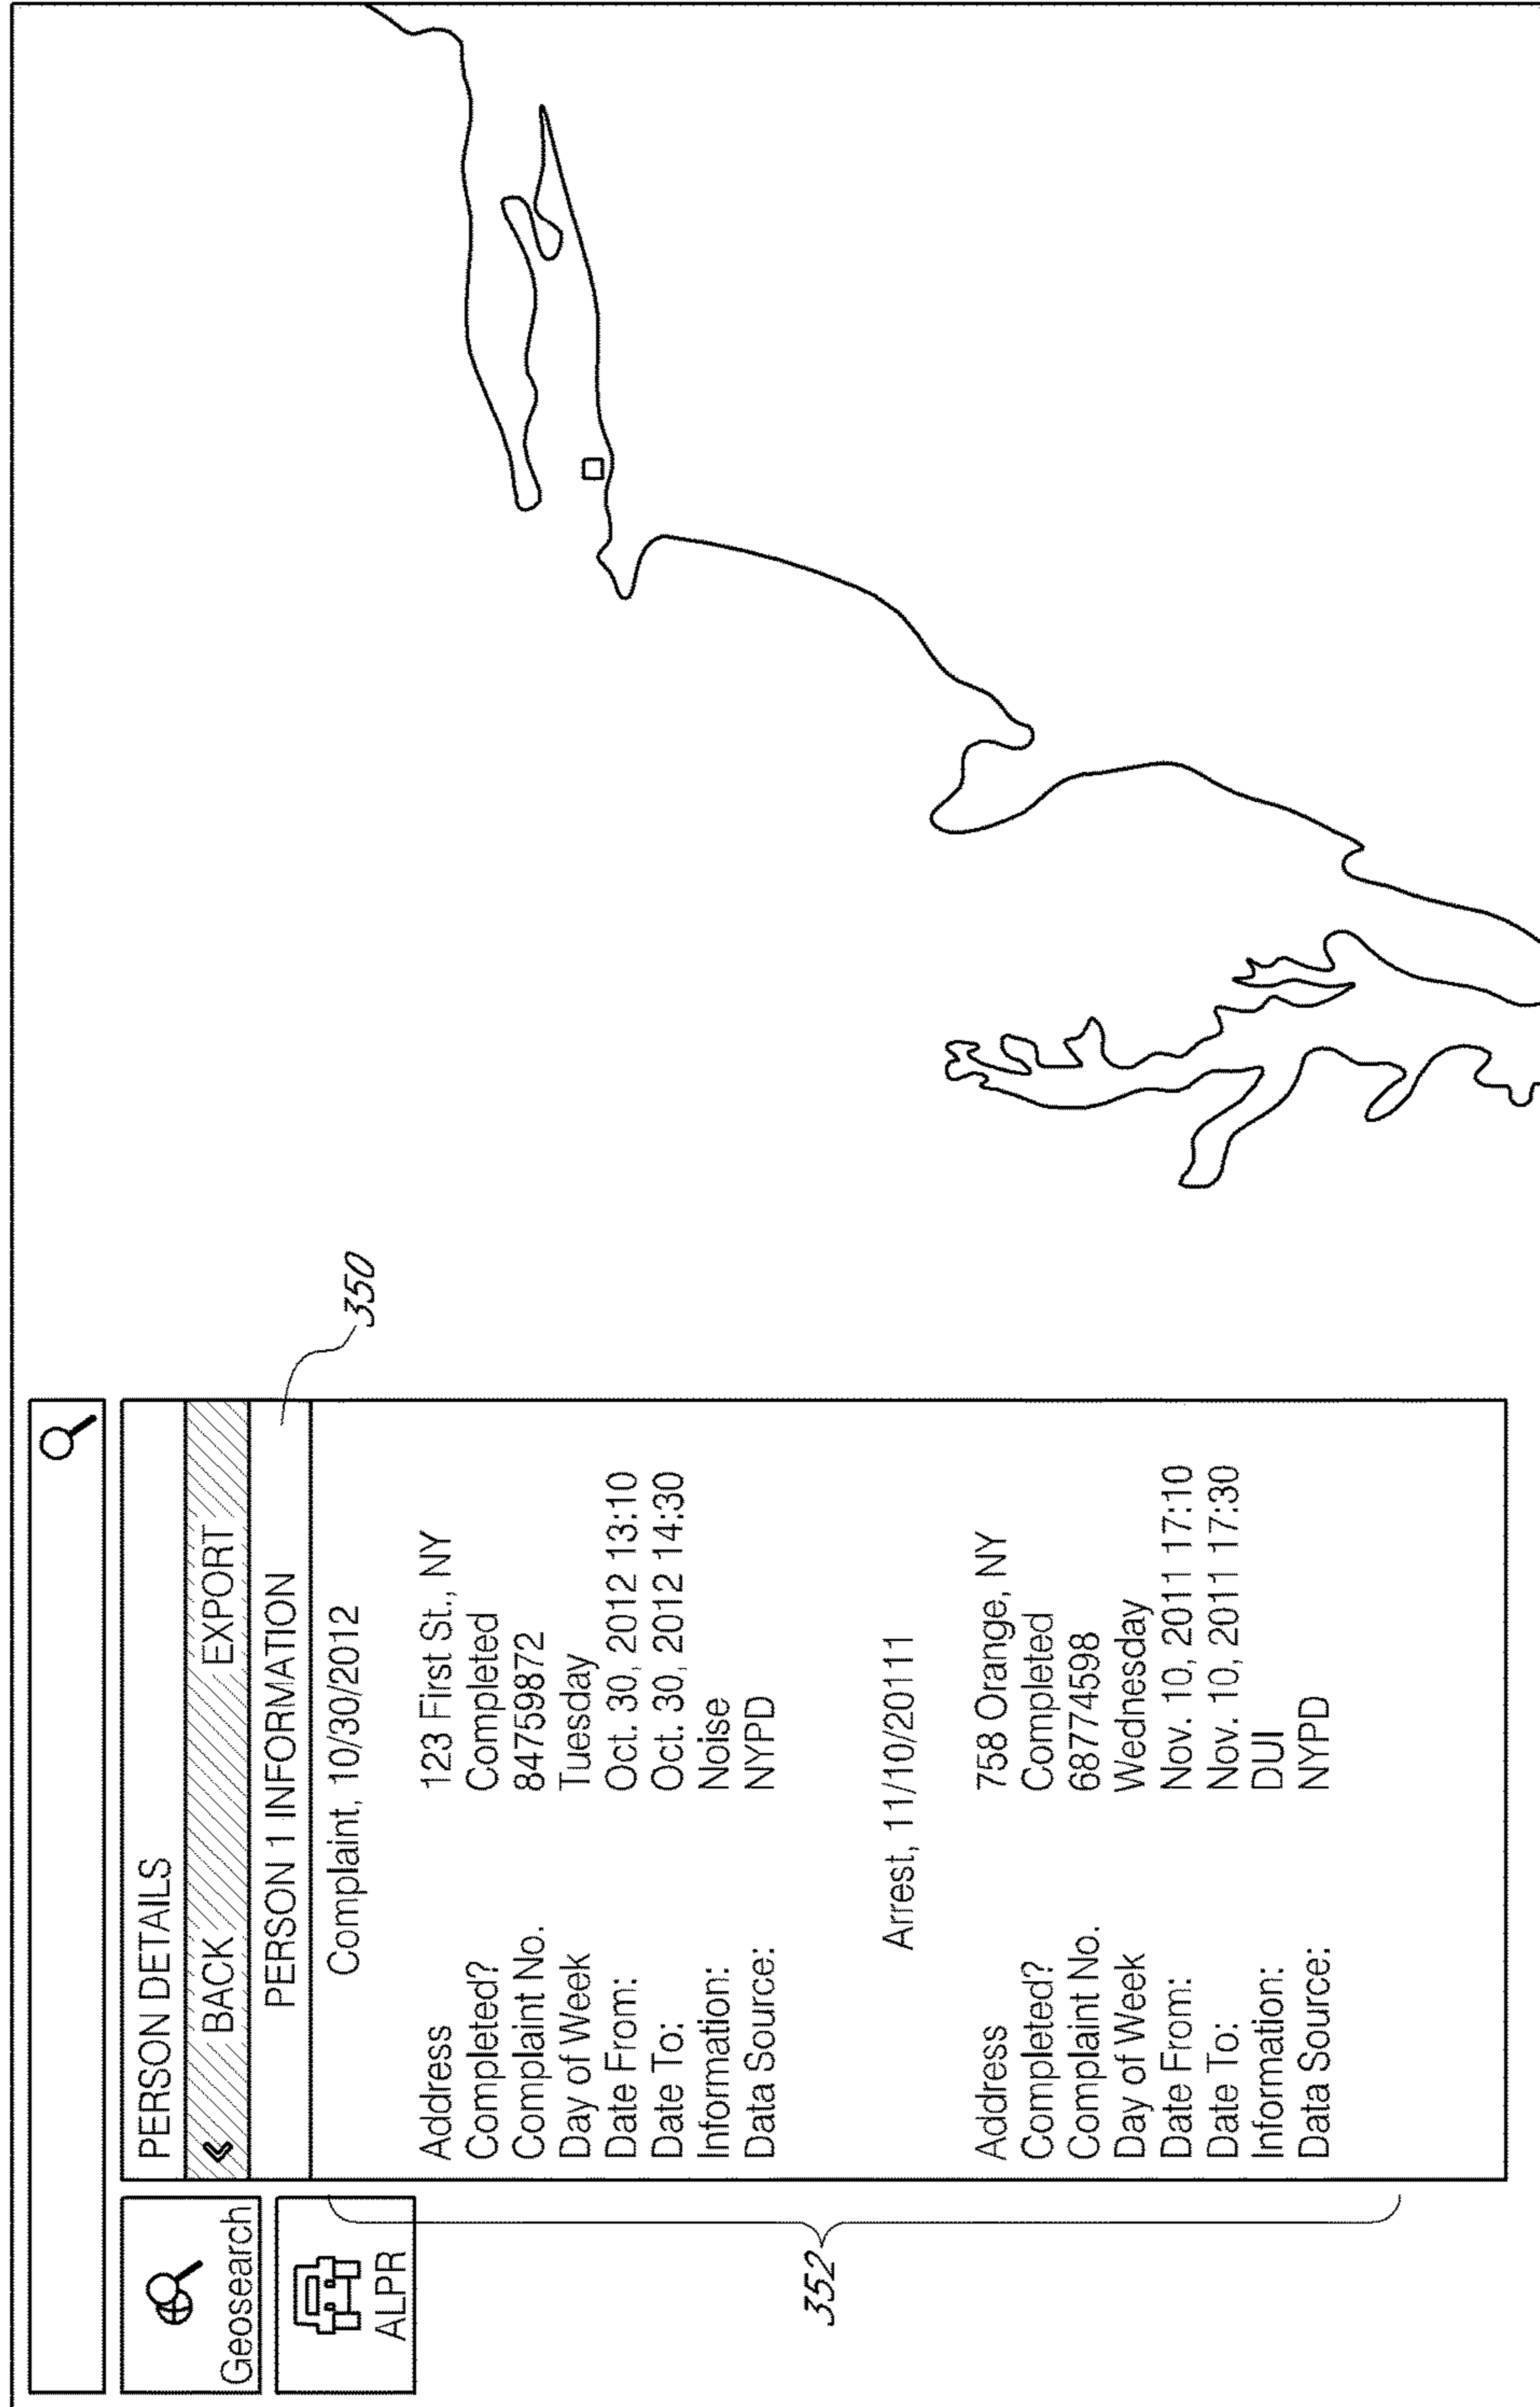 PERSON DETAILS
« BACK EXPORT
PERSON 1 INFORMATION
350
Complaint, 10/30/2012
Address 123 First St., NY
Completed? Completed
Complaint No. 84759872
Day of Week Tuesday
Date From: Oct. 30, 2012 13:10
Date To: Oct. 30, 2012 14:30
Information: Noise
Data Source: NYPD
Arrest, 11/10/20111
Address 758 Orange, NY
Completed? Completed
Complaint No. 68774598
Day of Week Wednesday
Date From: Nov. 10, 2011 17:10
Date To: Nov. 10, 2011 17:30
Information: DUI
Data Source: NYPD
Geosearch
ALPR
352